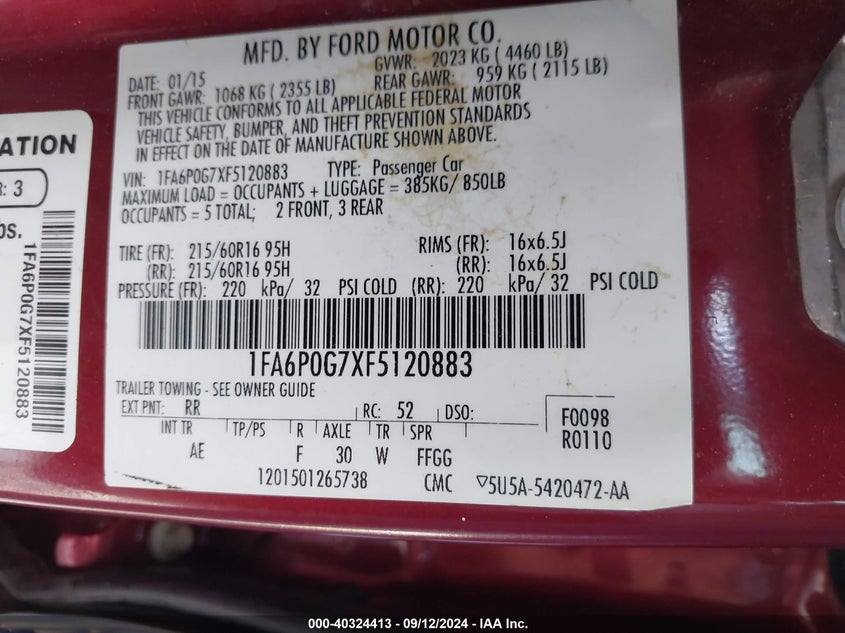 MFD. BY FORD MOTOR CO.
DATE: 01/15 GVWR: 2023 KG ( 4460 LB)
FRONT GAWR: 1068 KG ( 2355 LB) REAR GAWR: 959 KG ( 2115 LB)
THIS VEHICLE CONFORMS TO ALL APPLICABLE FEDERAL MOTOR
VEHICLE SAFETY, BUMPER, AND THEFT PREVENTION STANDARDS
IN EFFECT ON THE DATE OF MANUFACTURE SHOWN ABOVE.
VIN: 1FA6P0G7XF5120883 TYPE: Passenger Car
MAXIMUM LOAD = OCCUPANTS + LUGGAGE = 385KG/ 850LB
OCCUPANTS = 5 TOTAL; 2 FRONT, 3 REAR
TIRE (FR): 215/60R16 95H RIMS (FR): 16x6.5J
(RR): 215/60R16 95H (RR): 16x6.5J
PRESSURE (FR): 220 kPa/ 32 PSI COLD (RR): 220 kPa/ 32 PSI COLD
1FA6P0G7XF5120883
TRAILER TOWING - SEE OWNER GUIDE
EXT PNT: RR RC: 52 DSO: F0098
INT TR TP/PS R AXLE TR SPR R0110
AE F 30 W FFGG
1201501265738 CMC ▽5U5A-5420472-AA
ATION
R: 3
bs.
1FA6P0G7XF5120883
000-40324413 - 09/12/2024 - IAA Inc.